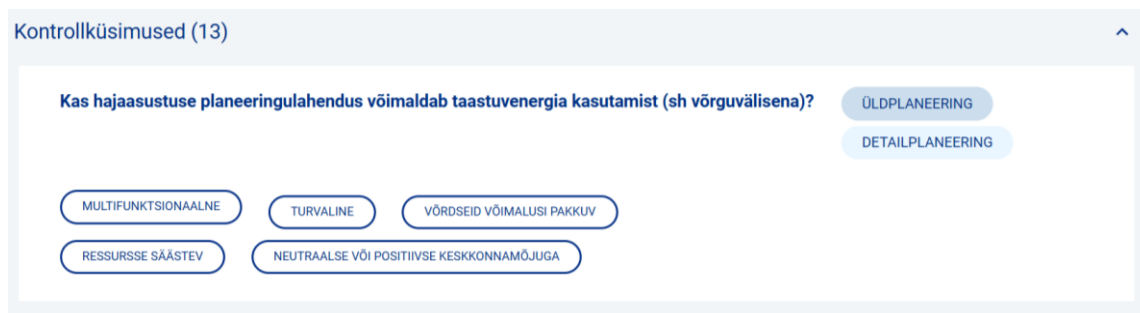 Kontrollküsimused (13)
Kas hajaasustuse planeeringulahendus võimaldab taastuvenergia kasutamist (sh võrguvälisena)?
ÜLDPLANEERING
DETAILPLANEERING
MULTIFUNKTSIONAALNE
TURVALINE
VÕRDSEID VÕIMALUSI PAKKUV
RESSURSSE SÄÄSTEV
NEUTRAALSE VÕI POSITIIVSE KESKKONNAMÕJUGA